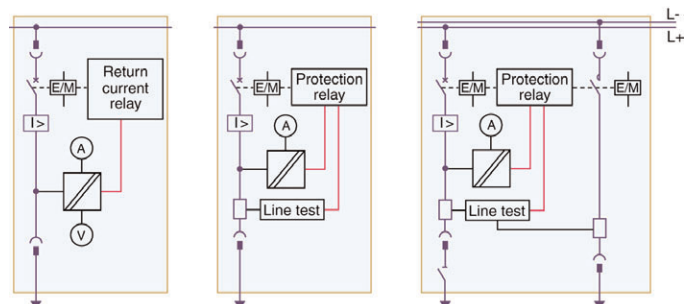 L-
L+
E/M
Return
current
relay
I>
A
V
E/M
Protection
relay
I>
A
Line test
E/M
Protection
relay
E/M
I>
A
Line test